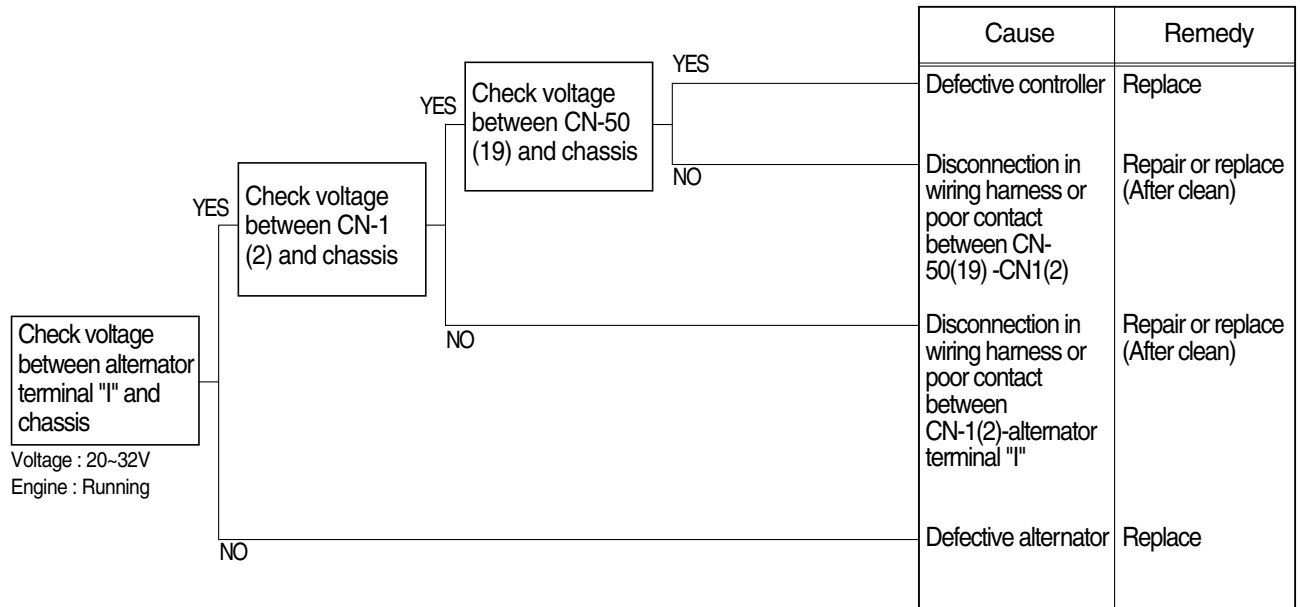 Cause
Remedy
YES
Defective controller
Replace
YES
Check voltage
between CN-50
(19) and chassis
NO
Disconnection in
wiring harness or
poor contact
between CN-
50(19) -CN1(2)
Repair or replace
(After clean)
YES
Check voltage
between CN-1
(2) and chassis
NO
Disconnection in
wiring harness or
poor contact
between
CN-1(2)-alternator
terminal "I"
Repair or replace
(After clean)
Check voltage
between alternator
terminal "I" and
chassis
Voltage : 20~32V
Engine : Running
NO
Defective alternator
Replace